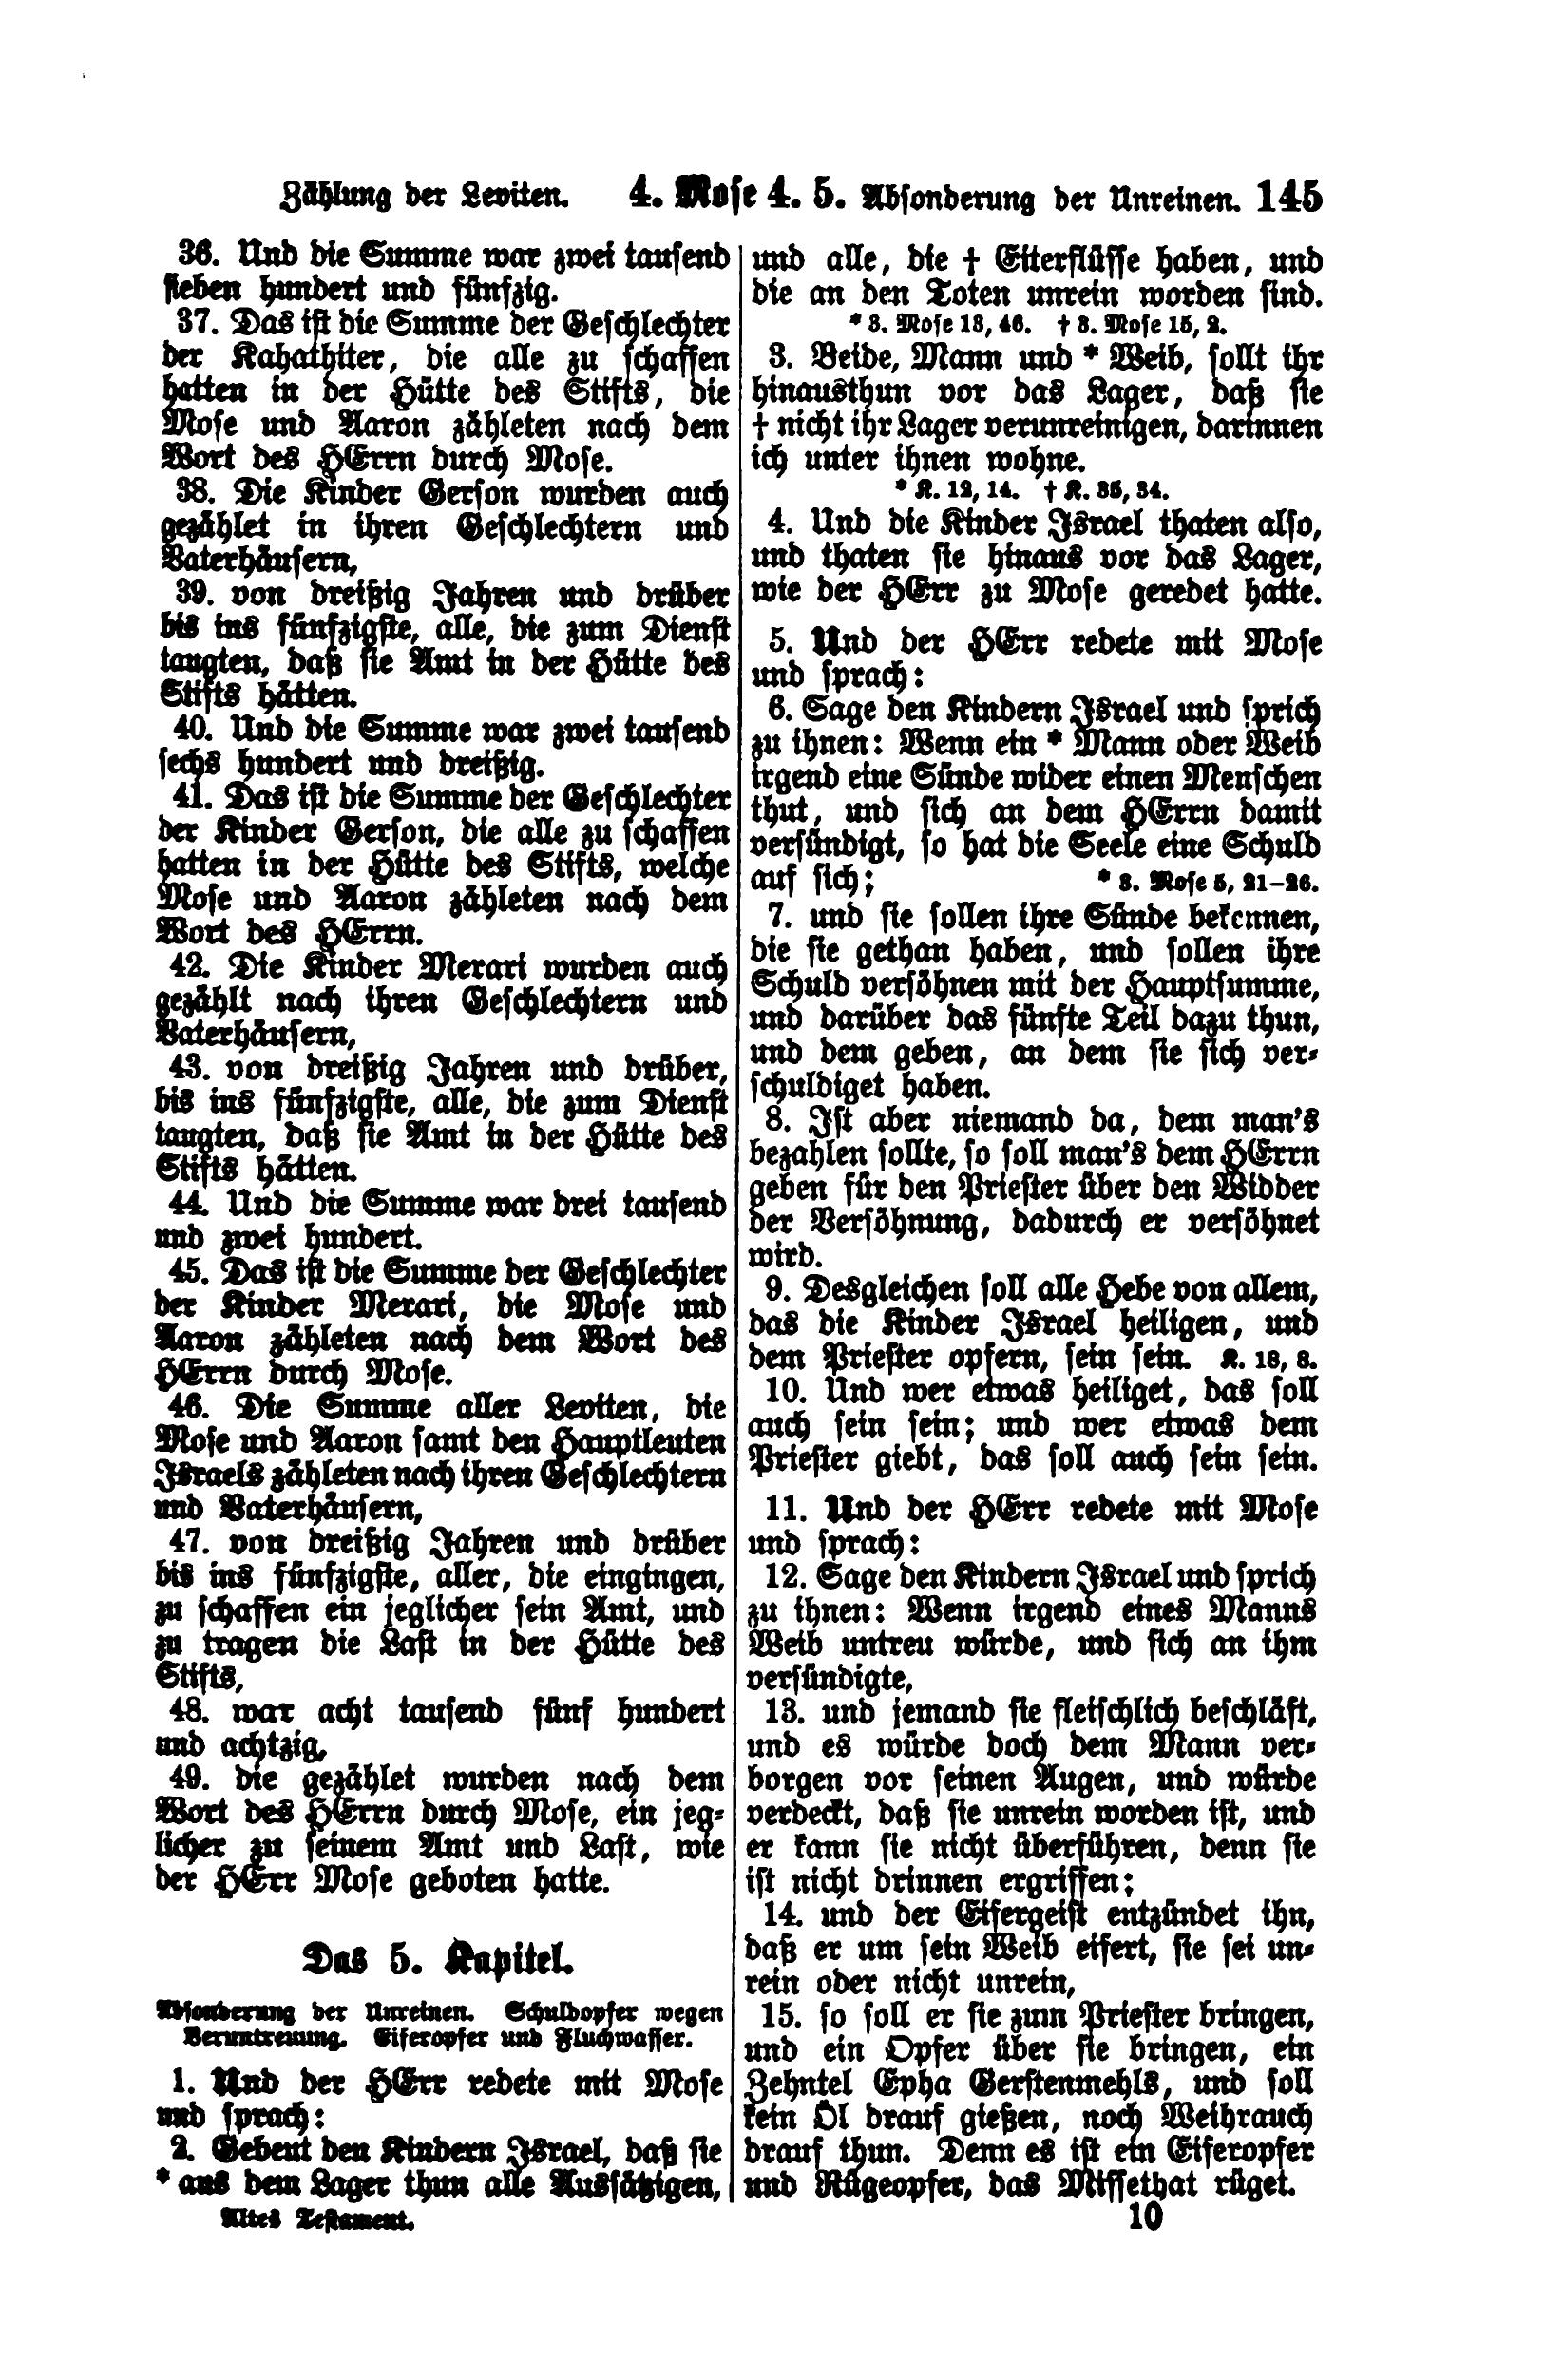 Zählung der Leviten. 4. Mose 4. 5. Absonderung der Unreinen. 145
36. Und die Summe war zwei tausend
sieben hundert und fünfzig.
37. Das ist die Summe der Geschlechter
der Kahathiter, die alle zu schaffen
hatten in der Hütte des Stifts, die
Mose und Aaron zähleten nach dem
Wort des HErrn durch Mose.
38. Die Kinder Gerson wurden auch
gezählet in ihren Geschlechtern und
Vaterhäusern,
39. von dreißig Jahren und drüber
bis ins fünfzigste, alle, die zum Dienst
taugten, daß sie Amt in der Hütte des
Stifts hätten.
40. Und die Summe war zwei tausend
sechs hundert und dreißig.
41. Das ist die Summe der Geschlechter
der Kinder Gerson, die alle zu schaffen
hatten in der Hütte des Stifts, welche
Mose und Aaron zähleten nach dem
Wort des HErrn.
42. Die Kinder Merari wurden auch
gezählt nach ihren Geschlechtern und
Vaterhäusern,
43. von dreißig Jahren und drüber,
bis ins fünfzigste, alle, die zum Dienst
taugten, daß sie Amt in der Hütte des
Stifts hätten.
44. Und die Summe war drei tausend
und zwei hundert.
45. Das ist die Summe der Geschlechter
der Kinder Merari, die Mose und
Aaron zähleten nach dem Wort des
HErrn durch Mose.
46. Die Summe aller Leviten, die
Mose und Aaron samt den Hauptleuten
Israels zähleten nach ihren Geschlechtern
und Vaterhäusern,
47. von dreißig Jahren und drüber
bis ins fünfzigste, aller, die eingingen,
zu schaffen ein jeglicher sein Amt, und
zu tragen die Last in der Hütte des
Stifts,
48. war acht tausend fünf hundert
und achtzig,
49. die gezählet wurden nach dem
Wort des HErrn durch Mose, ein jeg-
licher zu seinem Amt und Last, wie
der HErr Mose geboten hatte.
Das 5. Kapitel.
Absonderung der Unreinen. Schuldopfer wegen
Veruntreuung. Eiferopfer und Fluchwasser.
1. Und der HErr redete mit Mose
und sprach:
2. Gebeut den Kindern Israel, daß sie
* aus dem Lager thun alle Aussätzigen,
Altes Testament.
und alle, die † Eiterflüsse haben, und
die an den Toten unrein worden sind.
* 3. Mose 13, 46. † 3. Mose 15, 2.
3. Beide, Mann und * Weib, sollt ihr
hinausthun vor das Lager, daß sie
† nicht ihr Lager verunreinigen, darinnen
ich unter ihnen wohne.
* K. 12, 14. † K. 35, 34.
4. Und die Kinder Israel thaten also,
und thaten sie hinaus vor das Lager,
wie der HErr zu Mose geredet hatte.
5. Und der HErr redete mit Mose
und sprach:
6. Sage den Kindern Israel und sprich
zu ihnen: Wenn ein * Mann oder Weib
irgend eine Sünde wider einen Menschen
thut, und sich an dem HErrn damit
versündigt, so hat die Seele eine Schuld
auf sich; * 3. Mose 5, 21-26.
7. und sie sollen ihre Sünde bekennen,
die sie gethan haben, und sollen ihre
Schuld versöhnen mit der Hauptsumme,
und darüber das fünfte Teil dazu thun,
und dem geben, an dem sie sich ver-
schuldiget haben.
8. Ist aber niemand da, dem man's
bezahlen sollte, so soll man's dem HErrn
geben für den Priester über den Widder
der Versöhnung, dadurch er versöhnet
wird.
9. Desgleichen soll alle Hebe von allem,
das die Kinder Israel heiligen, und
dem Priester opfern, sein sein. K. 18, 8.
10. Und wer etwas heiliget, das soll
auch sein sein; und wer etwas dem
Priester giebt, das soll auch sein sein.
11. Und der HErr redete mit Mose
und sprach:
12. Sage den Kindern Israel und sprich
zu ihnen: Wenn irgend eines Manns
Weib untreu würde, und sich an ihm
versündigte,
13. und jemand sie fleischlich beschläft,
und es würde doch dem Mann ver-
borgen vor seinen Augen, und würde
verdeckt, daß sie unrein worden ist, und
er kann sie nicht überführen, denn sie
ist nicht drinnen ergriffen;
14. und der Eifergeist entzündet ihn,
daß er um sein Weib eifert, sie sei un-
rein oder nicht unrein,
15. so soll er sie zum Priester bringen,
und ein Opfer über sie bringen, ein
Zehntel Epha Gerstenmehls, und soll
kein Öl drauf gießen, noch Weihrauch
drauf thun. Denn es ist ein Eiferopfer
und Rügeopfer, das Missethat rüget.
10